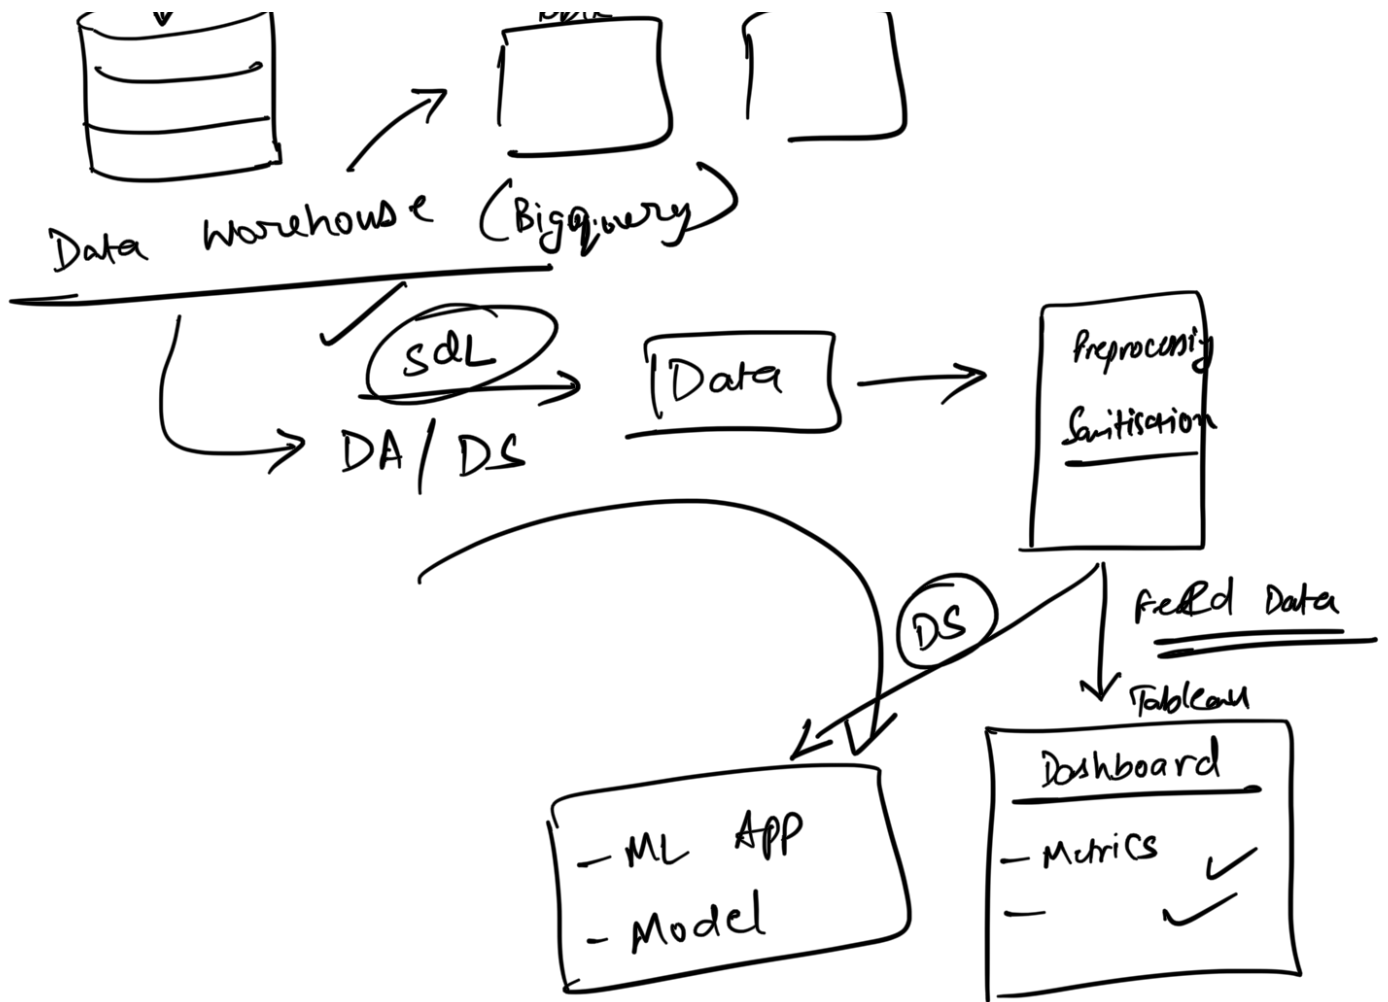 Data Warehouse (Bigquery)
SQL
DA / DS
Data
Preprocessing
Sanitisation
DS
Feed Data
Tableau
Dashboard
- Metrics
-
- ML App
- Model